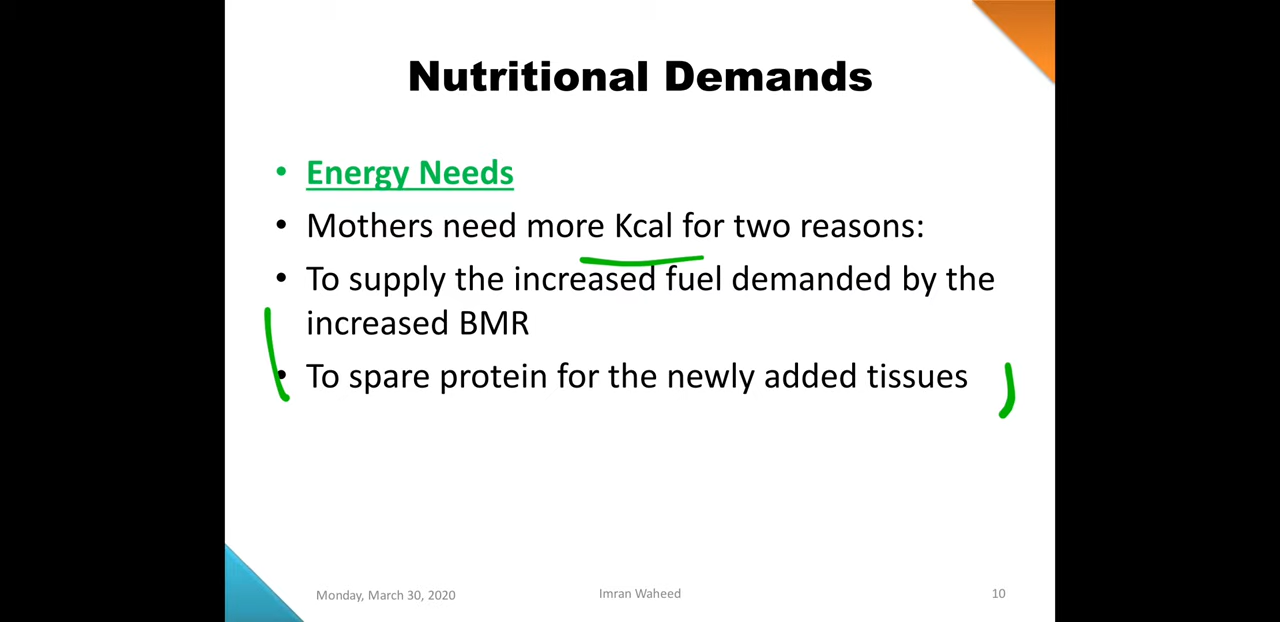 Nutritional Demands
• Energy Needs
• Mothers need more Kcal for two reasons:
• To supply the increased fuel demanded by the
increased BMR
• To spare protein for the newly added tissues
Monday, March 30, 2020 Imran Waheed 10